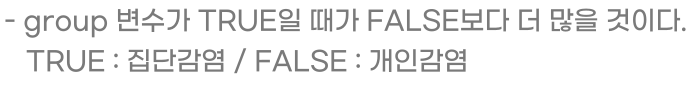 - group 변수가 TRUE일 때가 FALSE보다 더 많을 것이다.
TRUE : 집단감염 / FALSE : 개인감염